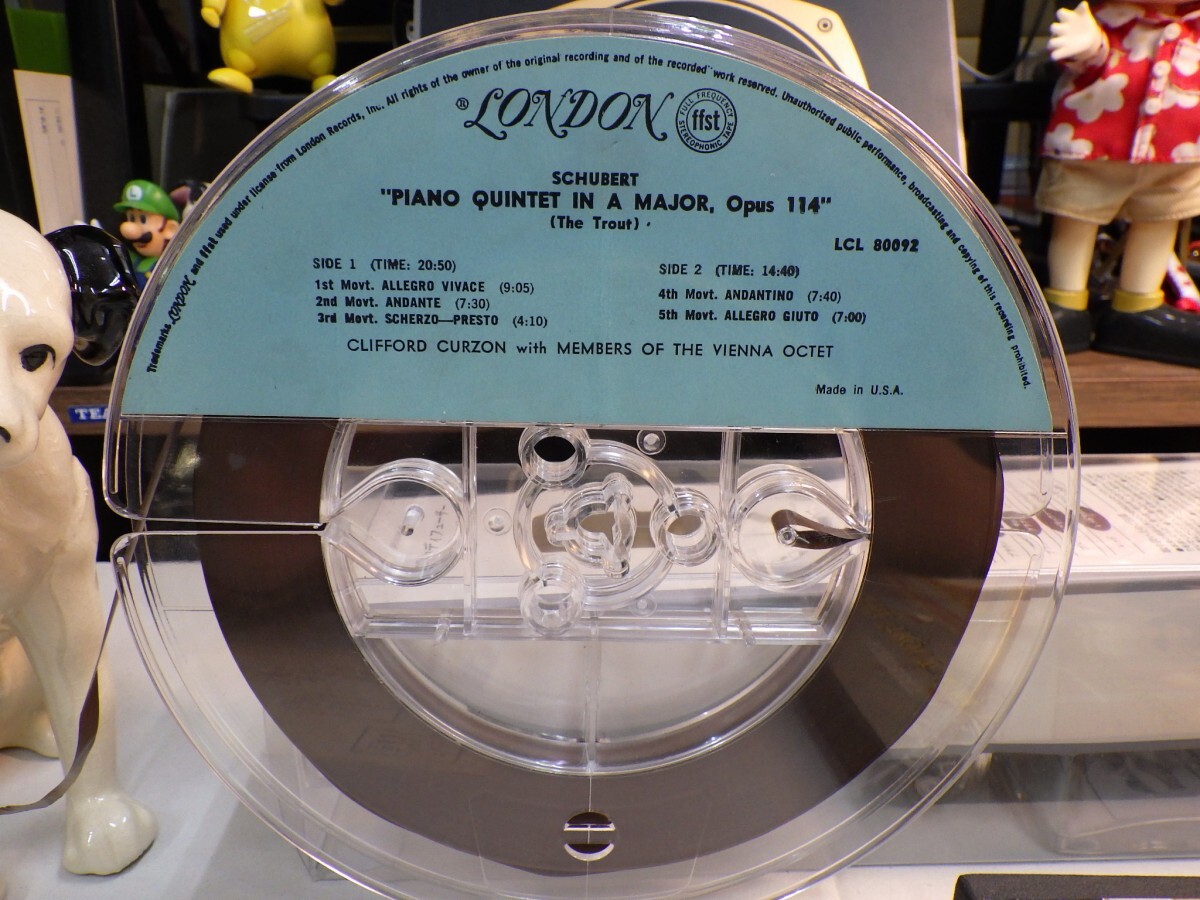 Trademarks LONDON and ffst used under license from London Records, Inc. All rights of the owner of the original recording and of the recorded work reserved. Unauthorized public performance, broadcasting and copying of this recording prohibited.
® LONDON
FULL FREQUENCY
ffst
STEREOPHONIC TAPE
SCHUBERT
"PIANO QUINTET IN A MAJOR, Opus 114"
(The Trout)
LCL 80092
SIDE 1 (TIME: 20:50)
1st Movt. ALLEGRO VIVACE (9:05)
2nd Movt. ANDANTE (7:30)
3rd Movt. SCHERZO—PRESTO (4:10)
SIDE 2 (TIME: 14:40)
4th Movt. ANDANTINO (7:40)
5th Movt. ALLEGRO GIUTO (7:00)
CLIFFORD CURZON with MEMBERS OF THE VIENNA OCTET
Made in U.S.A.